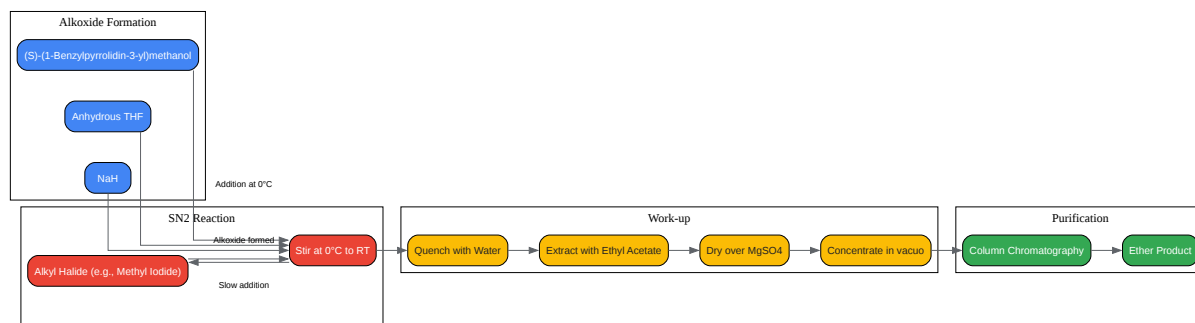 Alkoxide Formation
(S)-(1-Benzylpyrrolidin-3-yl)methanol
Anhydrous THF
NaH
Addition at 0°C
SN2 Reaction
Alkoxide formed
Stir at 0°C to RT
Alkyl Halide (e.g., Methyl Iodide)
Slow addition
Work-up
Quench with Water
Extract with Ethyl Acetate
Dry over MgSO4
Concentrate in vacuo
Purification
Column Chromatography
Ether Product